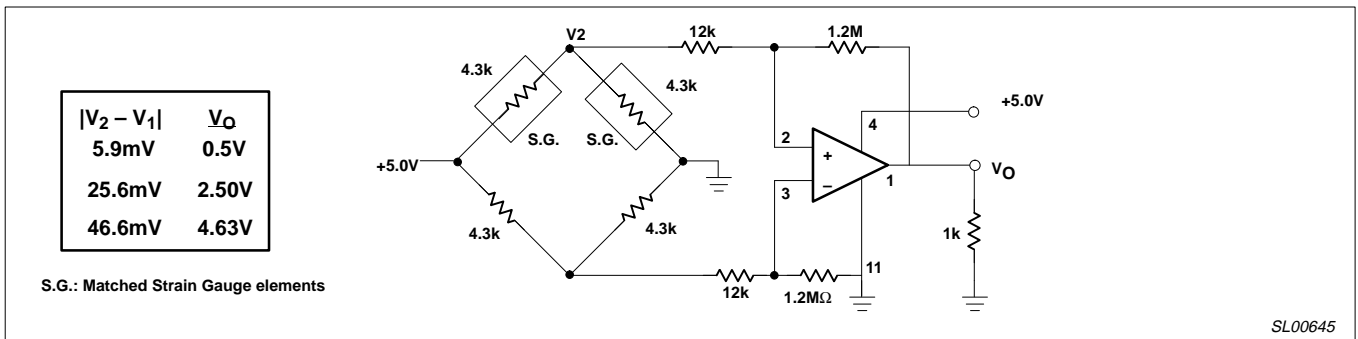 |V2 – V1| VO
5.9mV 0.5V
25.6mV 2.50V
46.6mV 4.63V
S.G.: Matched Strain Gauge elements
V2
12k
1.2M
4.3k
4.3k
S.G.
S.G.
+5.0V
4.3k
4.3k
12k
1.2MΩ
2
+
3
–
4
+5.0V
1
VO
11
1k
SL00645